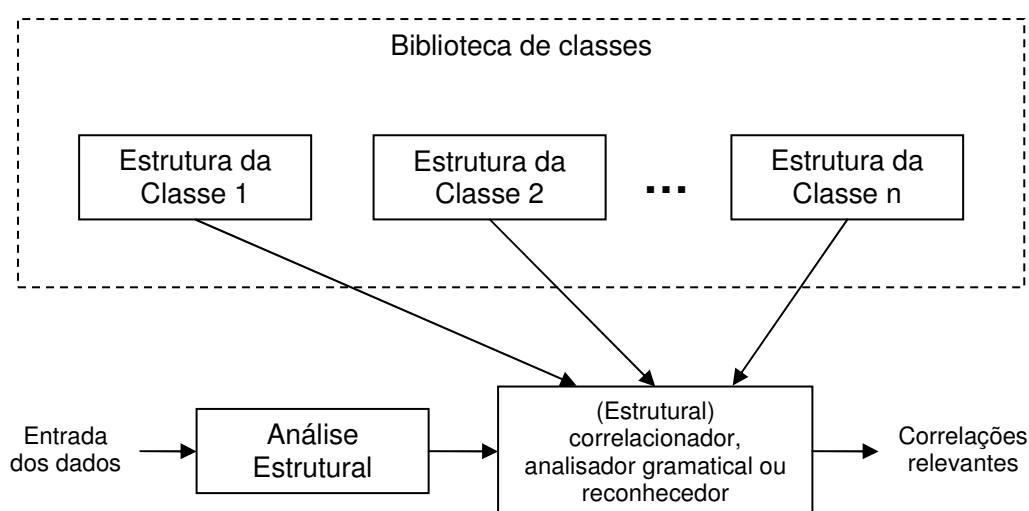 Biblioteca de classes
Estrutura da
Classe 1
Estrutura da
Classe 2
...
Estrutura da
Classe n
Entrada
dos dados
Análise
Estrutural
(Estrutural)
correlacionador,
analisador gramatical ou
reconhecedor
Correlações
relevantes